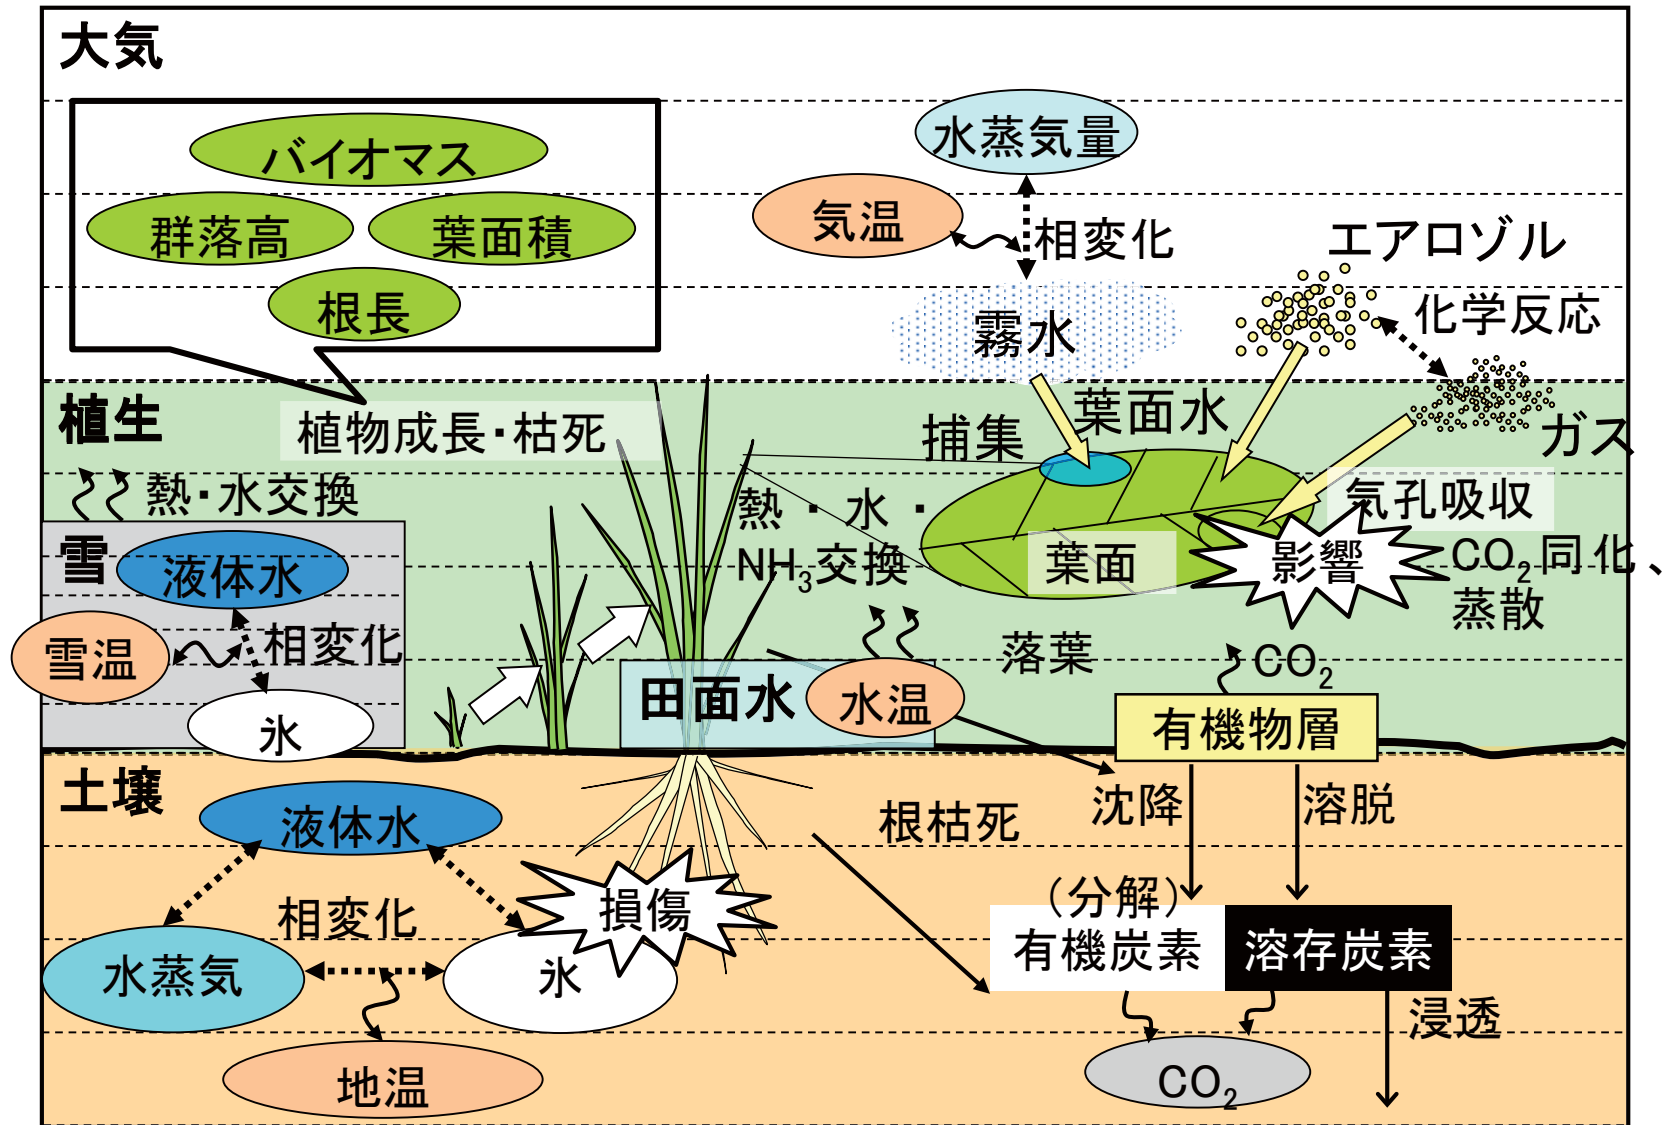 大気
バイオマス
群落高
葉面積
根長
水蒸気量
気温
相変化
霧水
エアロゾル
化学反応
ガス
植生
植物成長・枯死
捕集
葉面水
熱・水交換
熱・水・
NH₃交換
気孔吸収
影響
葉面
CO₂同化、
蒸散
雪
液体水
雪温
相変化
氷
落葉
CO₂
田面水
水温
有機物層
土壌
液体水
相変化
水蒸気
氷
損傷
地温
根枯死
沈降
溶脱
(分解)
有機炭素
溶存炭素
浸透
CO₂